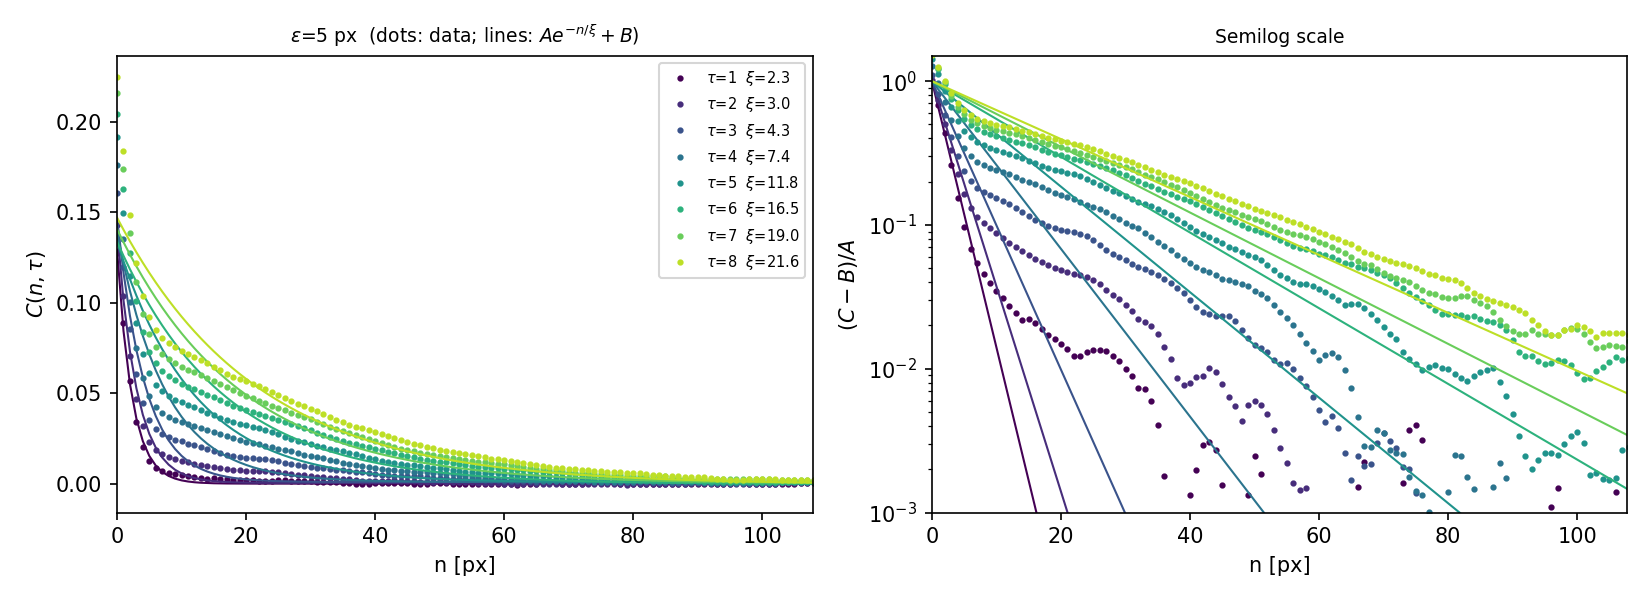 ε=5 px (dots: data; lines: Ae^{-n/ξ} + B)
C(n, τ)
0.20
0.15
0.10
0.05
0.00
τ=1 ξ=2.3
τ=2 ξ=3.0
τ=3 ξ=4.3
τ=4 ξ=7.4
τ=5 ξ=11.8
τ=6 ξ=16.5
τ=7 ξ=19.0
τ=8 ξ=21.6
0 20 40 60 80 100
n [px]
Semilog scale
(C − B)/A
10^0
10^{-1}
10^{-2}
10^{-3}
0 20 40 60 80 100
n [px]